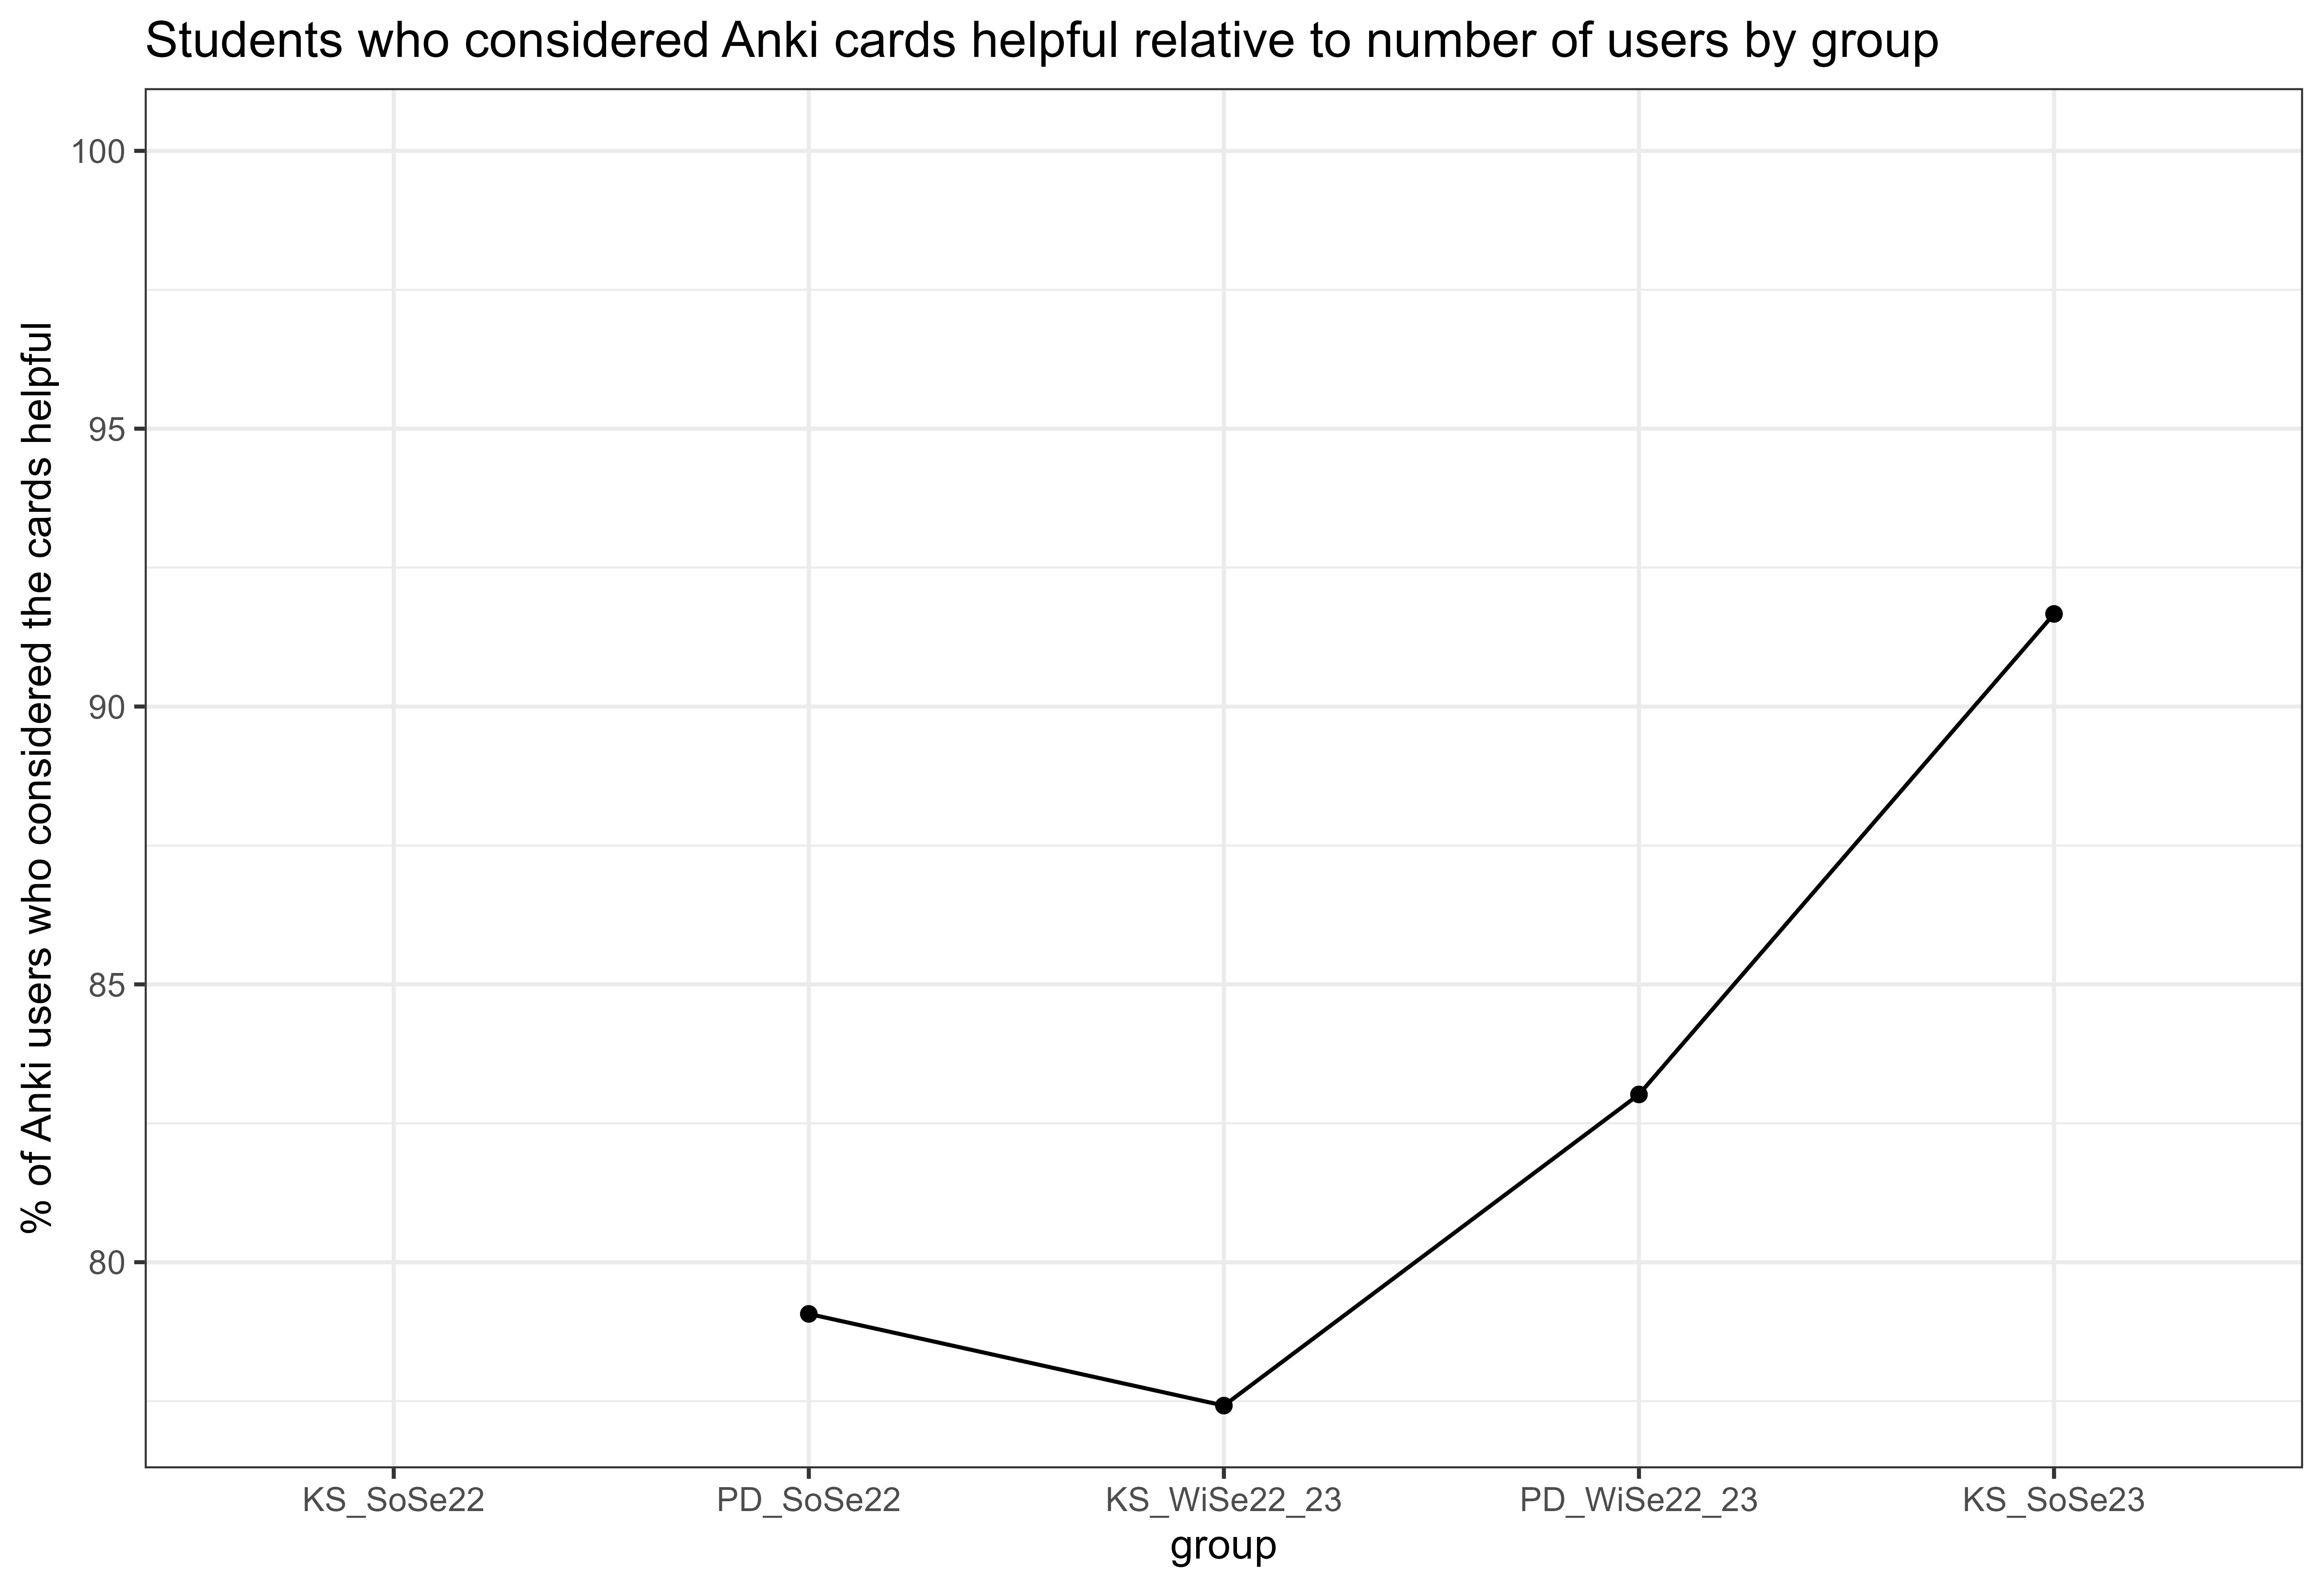 Students who considered Anki cards helpful relative to number of users by group
% of Anki users who considered the cards helpful
100
95
90
85
80
KS_SoSe22 PD_SoSe22 KS_WiSe22_23 PD_WiSe22_23 KS_SoSe23
group